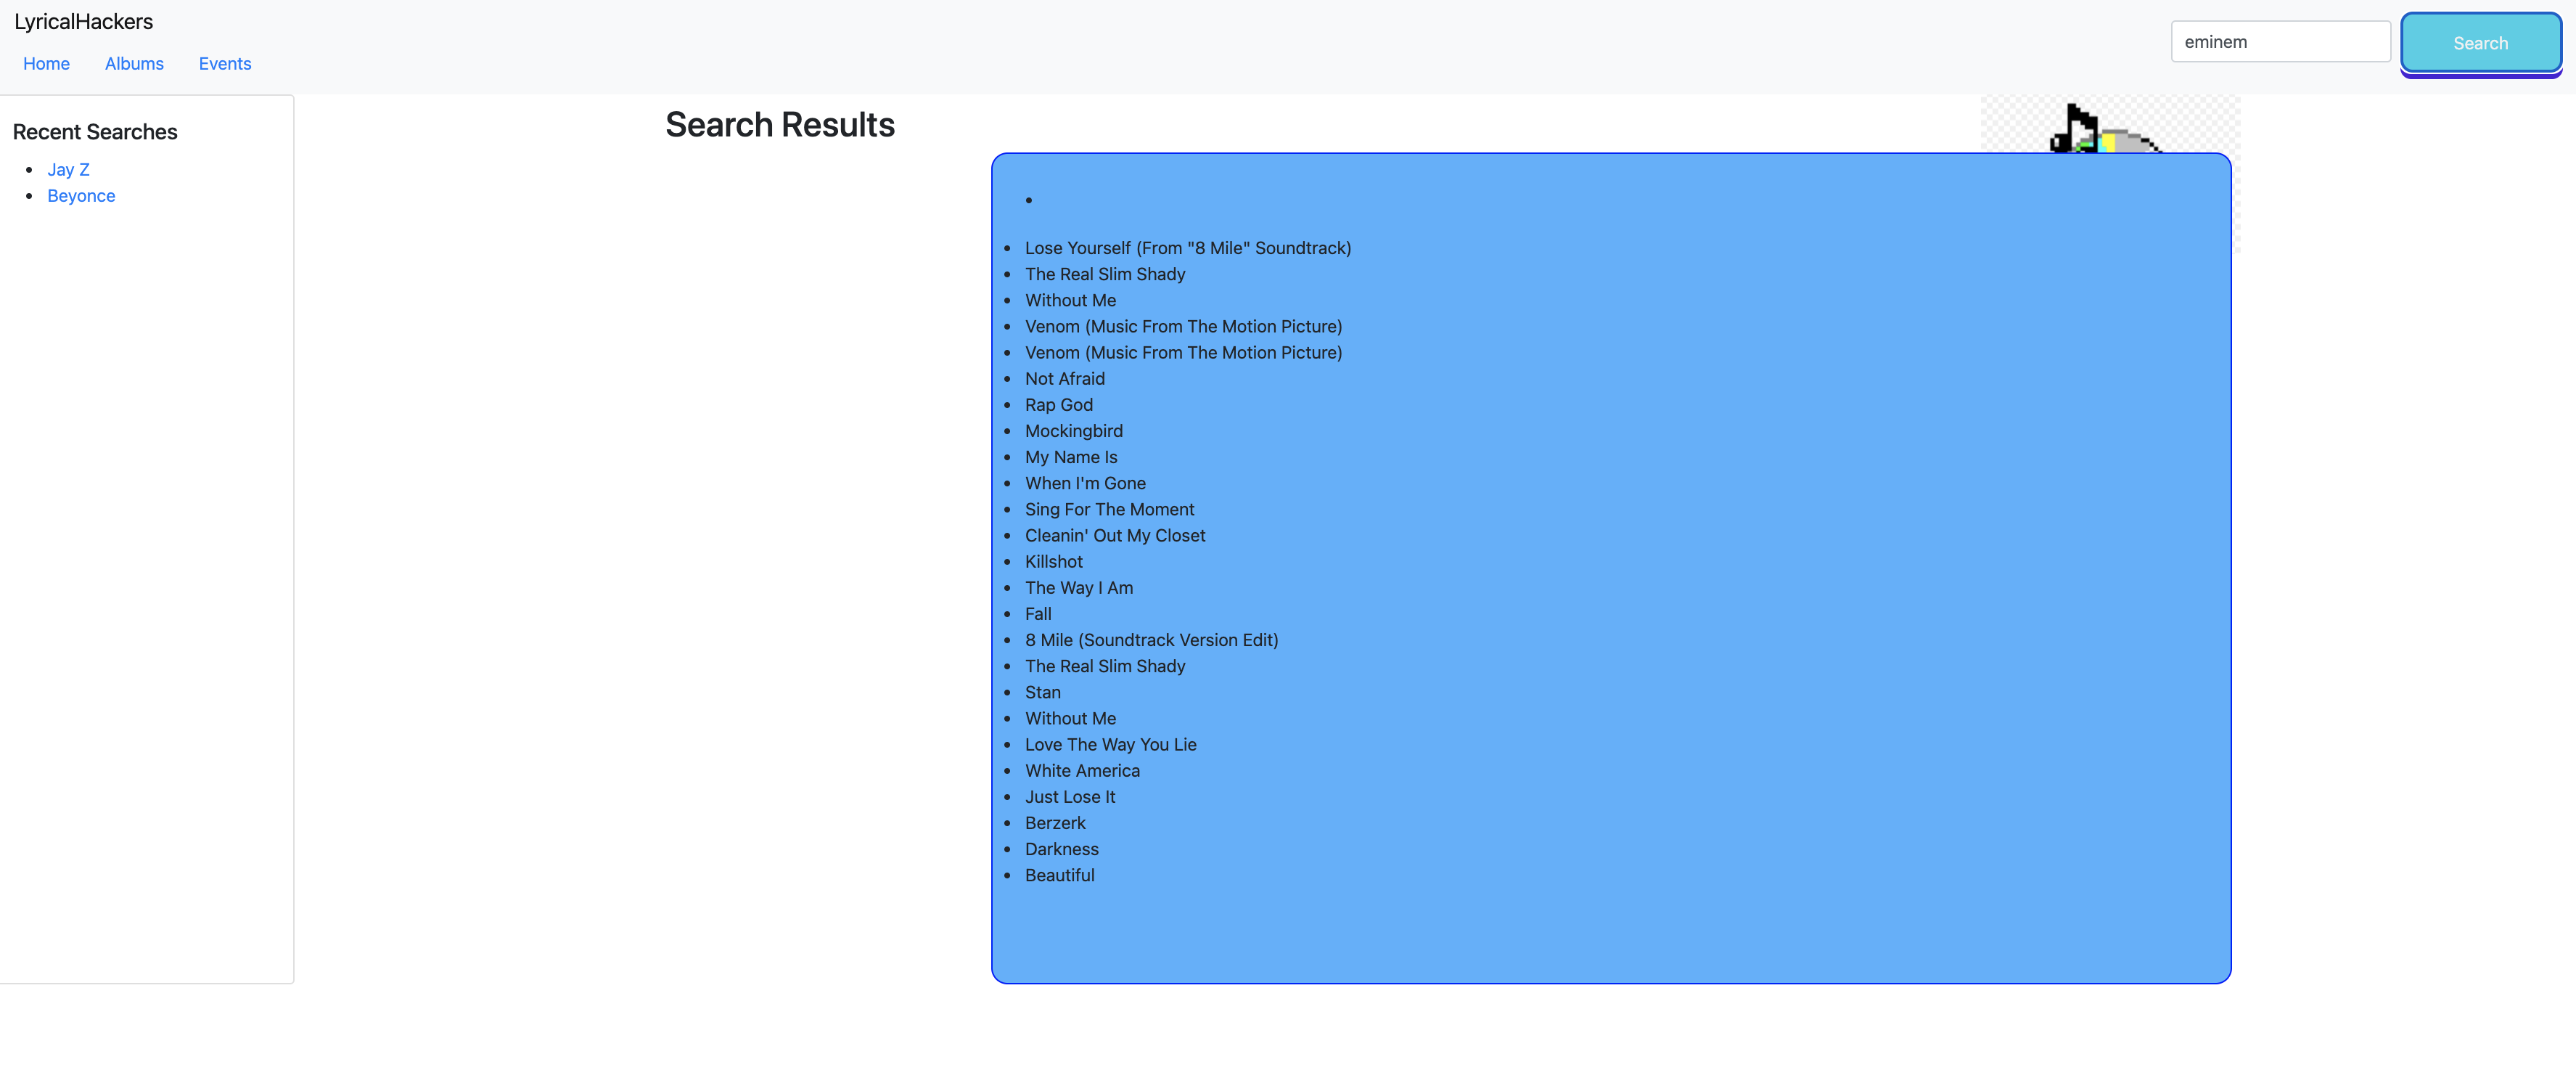 LyricalHackers
Home Albums Events
eminem
Search
Recent Searches
Jay Z
Beyonce
Search Results
Lose Yourself (From "8 Mile" Soundtrack)
The Real Slim Shady
Without Me
Venom (Music From The Motion Picture)
Venom (Music From The Motion Picture)
Not Afraid
Rap God
Mockingbird
My Name Is
When I'm Gone
Sing For The Moment
Cleanin' Out My Closet
Killshot
The Way I Am
Fall
8 Mile (Soundtrack Version Edit)
The Real Slim Shady
Stan
Without Me
Love The Way You Lie
White America
Just Lose It
Berzerk
Darkness
Beautiful